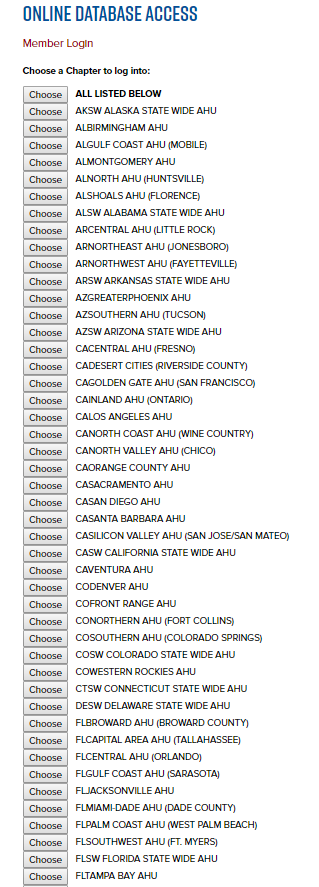 ONLINE DATABASE ACCESS
Member Login
Choose a Chapter to log into:
Choose ALL LISTED BELOW
Choose AKSW ALASKA STATE WIDE AHU
Choose ALBIRMINGHAM AHU
Choose ALGULF COAST AHU (MOBILE)
Choose ALMONTGOMERY AHU
Choose ALNORTH AHU (HUNTSVILLE)
Choose ALSHOALS AHU (FLORENCE)
Choose ALSW ALABAMA STATE WIDE AHU
Choose ARCENTRAL AHU (LITTLE ROCK)
Choose ARNORTHEAST AHU (JONESBORO)
Choose ARNORTHWEST AHU (FAYETTEVILLE)
Choose ARSW ARKANSAS STATE WIDE AHU
Choose AZGREATERPHOENIX AHU
Choose AZSOUTHERN AHU (TUCSON)
Choose AZSW ARIZONA STATE WIDE AHU
Choose CACENTRAL AHU (FRESNO)
Choose CADESERT CITIES (RIVERSIDE COUNTY)
Choose CAGOLDEN GATE AHU (SAN FRANCISCO)
Choose CAINLAND AHU (ONTARIO)
Choose CALOS ANGELES AHU
Choose CANORTH COAST AHU (WINE COUNTRY)
Choose CANORTH VALLEY AHU (CHICO)
Choose CAORANGE COUNTY AHU
Choose CASACRAMENTO AHU
Choose CASAN DIEGO AHU
Choose CASANTA BARBARA AHU
Choose CASILICON VALLEY AHU (SAN JOSE/SAN MATEO)
Choose CASW CALIFORNIA STATE WIDE AHU
Choose CAVENTURA AHU
Choose CODENVER AHU
Choose COFRONT RANGE AHU
Choose CONORTHERN AHU (FORT COLLINS)
Choose COSOUTHERN AHU (COLORADO SPRINGS)
Choose COSW COLORADO STATE WIDE AHU
Choose COWESTERN ROCKIES AHU
Choose CTSW CONNECTICUT STATE WIDE AHU
Choose DESW DELAWARE STATE WIDE AHU
Choose FLBROWARD AHU (BROWARD COUNTY)
Choose FLCAPITAL AREA AHU (TALLAHASSEE)
Choose FLCENTRAL AHU (ORLANDO)
Choose FLGULF COAST AHU (SARASOTA)
Choose FLJACKSONVILLE AHU
Choose FLMIAMI-DADE AHU (DADE COUNTY)
Choose FLPALM COAST AHU (WEST PALM BEACH)
Choose FLSOUTHWEST AHU (FT. MYERS)
Choose FLSW FLORIDA STATE WIDE AHU
Choose FLTAMPA BAY AHU